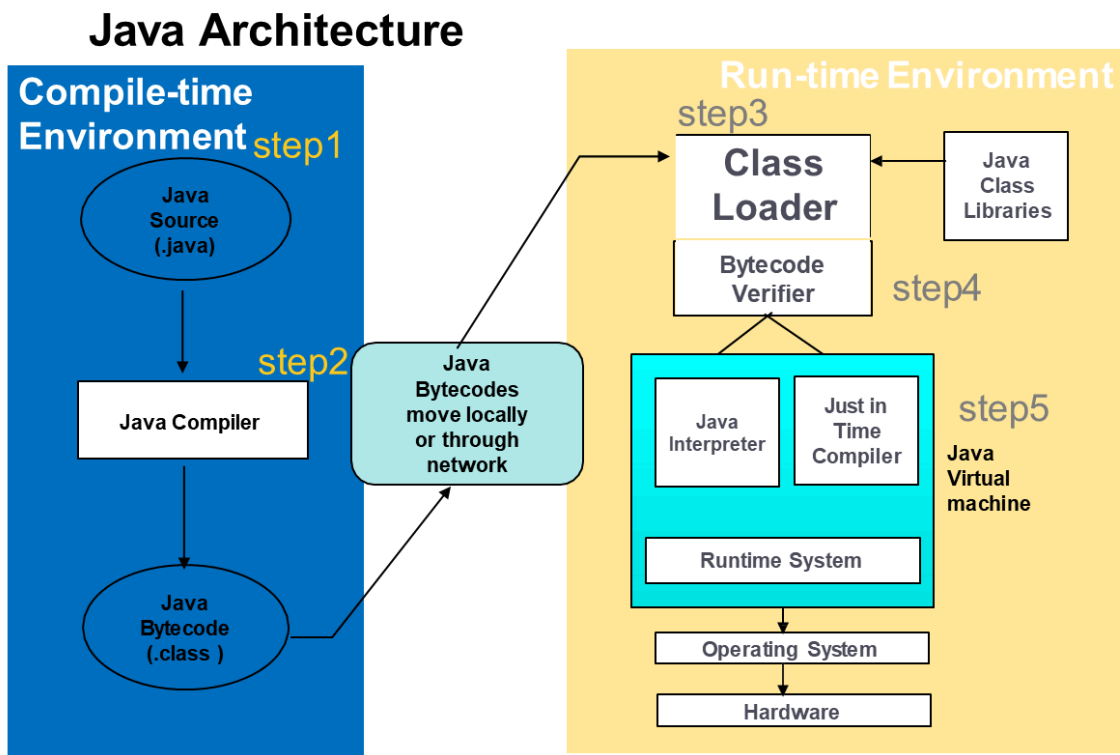 Java Architecture
Compile-time
Environment
step1
Java
Source
(.java)
step2
Java Compiler
Java
Bytecode
(.class )
Java
Bytecodes
move locally
or through
network
Run-time Environment
step3
Class
Loader
Java
Class
Libraries
Bytecode
Verifier
step4
Java
Interpreter
Just in
Time
Compiler
step5
Java
Virtual
machine
Runtime System
Operating System
Hardware